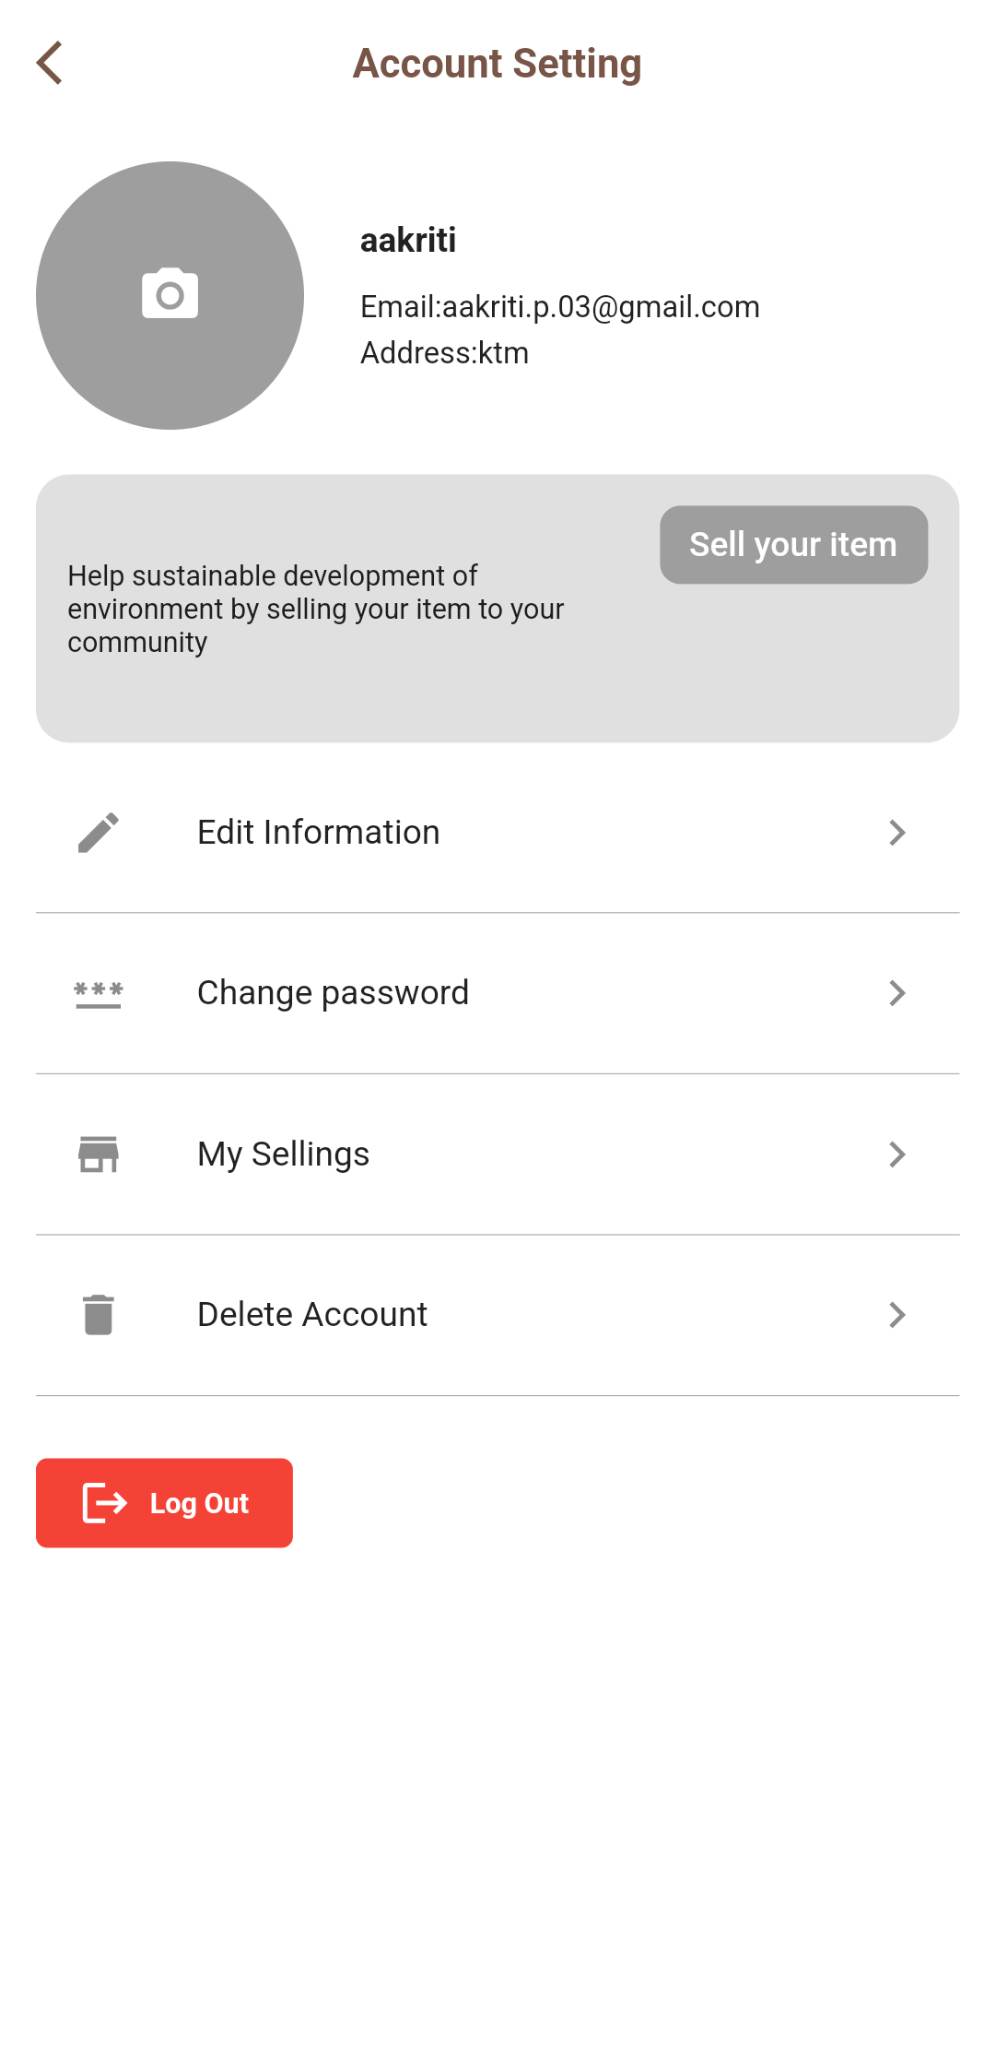 Account Setting
aakriti
Email:aakriti.p.03@gmail.com
Address:ktm
Sell your item
Help sustainable development of
environment by selling your item to your
community
Edit Information
Change password
My Sellings
Delete Account
Log Out